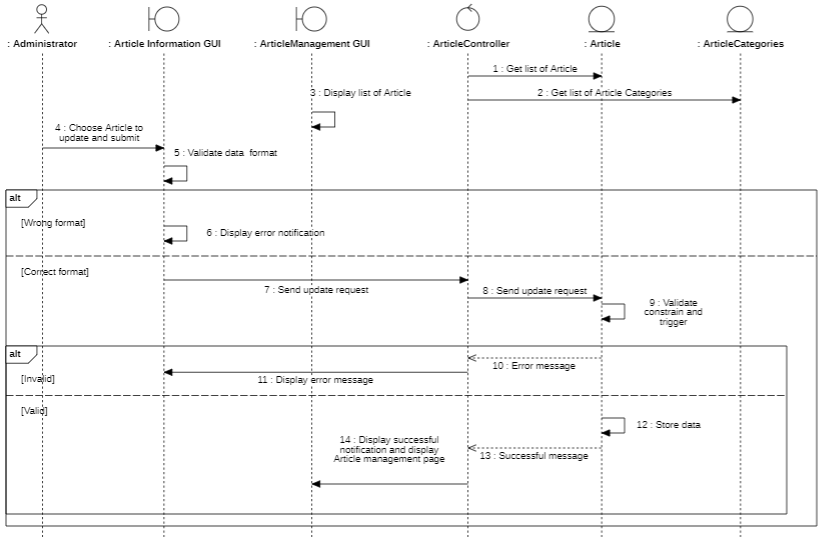 : Administrator
: Article Information GUI
: ArticleManagement GUI
: ArticleController
: Article
: ArticleCategories
1 : Get list of Article
2 : Get list of Article Categories
3 : Display list of Article
4 : Choose Article to
update and submit
5 : Validate data format
alt
[Wrong format]
6 : Display error notification
[Correct format]
7 : Send update request
8 : Send update request
9 : Validate
constrain and
trigger
alt
10 : Error message
[Invalid]
11 : Display error message
[Valid]
12 : Store data
14 : Display successful
notification and display
Article management page
13 : Successful message